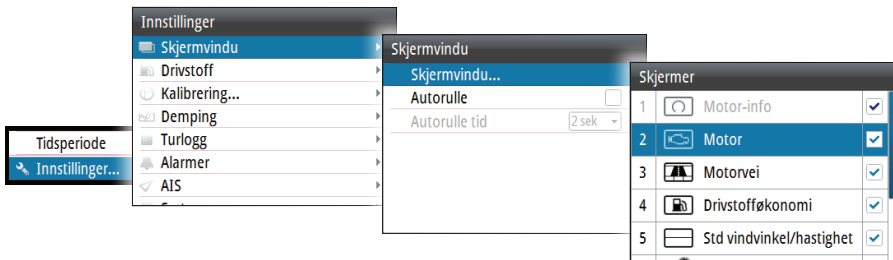 Tidsperiode
Innstillinger...
Innstillinger
Skjermvindu
Drivstoff
Kalibrering...
Demping
Turlogg
Alarmer
AIS
Skjermvindu
Skjermvindu...
Autorulle
Autorulle tid 2 sek
Skjermer
1 Motor-info
2 Motor
3 Motorvei
4 Drivstofføkonomi
5 Std vindvinkel/hastighet